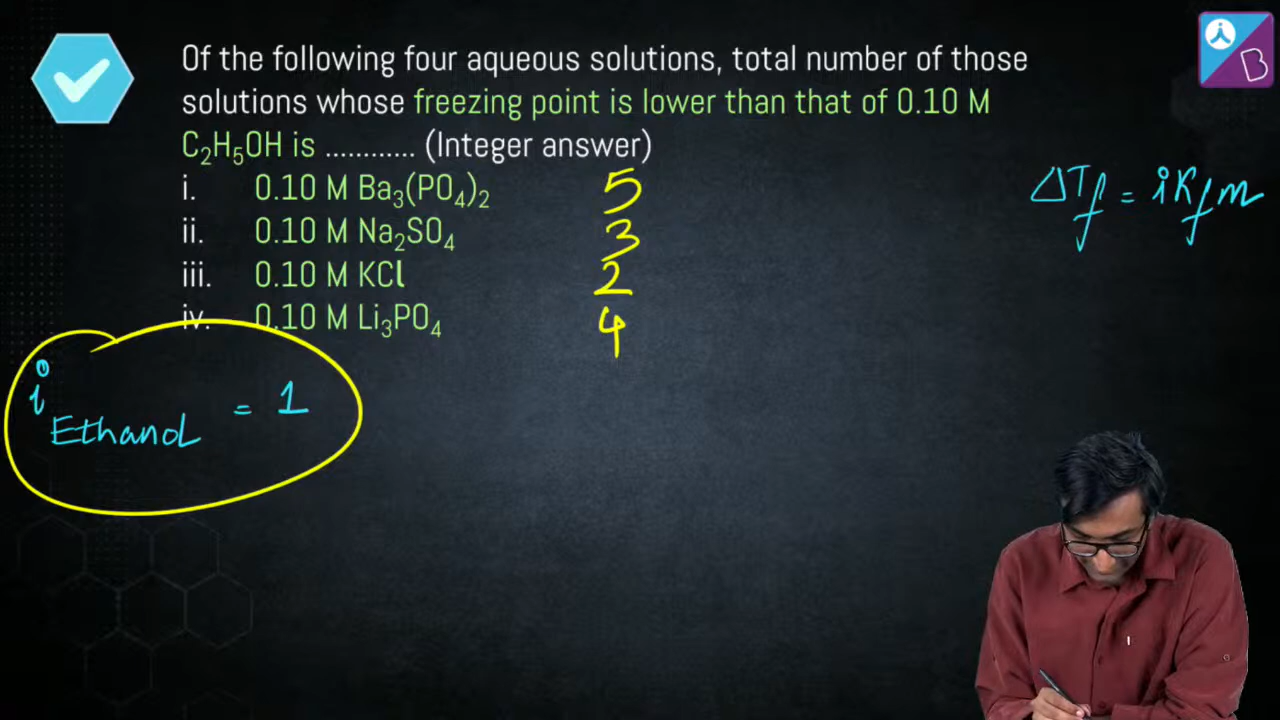 Of the following four aqueous solutions, total number of those
solutions whose freezing point is lower than that of 0.10 M
C₂H₅OH is ............ (Integer answer)
i. 0.10 M Ba₃(PO₄)₂ 5
ii. 0.10 M Na₂SO₄ 3
iii. 0.10 M KCl 2
iv. 0.10 M Li₃PO₄ 4
ΔTf = i Kf m
i Ethanol = 1
B